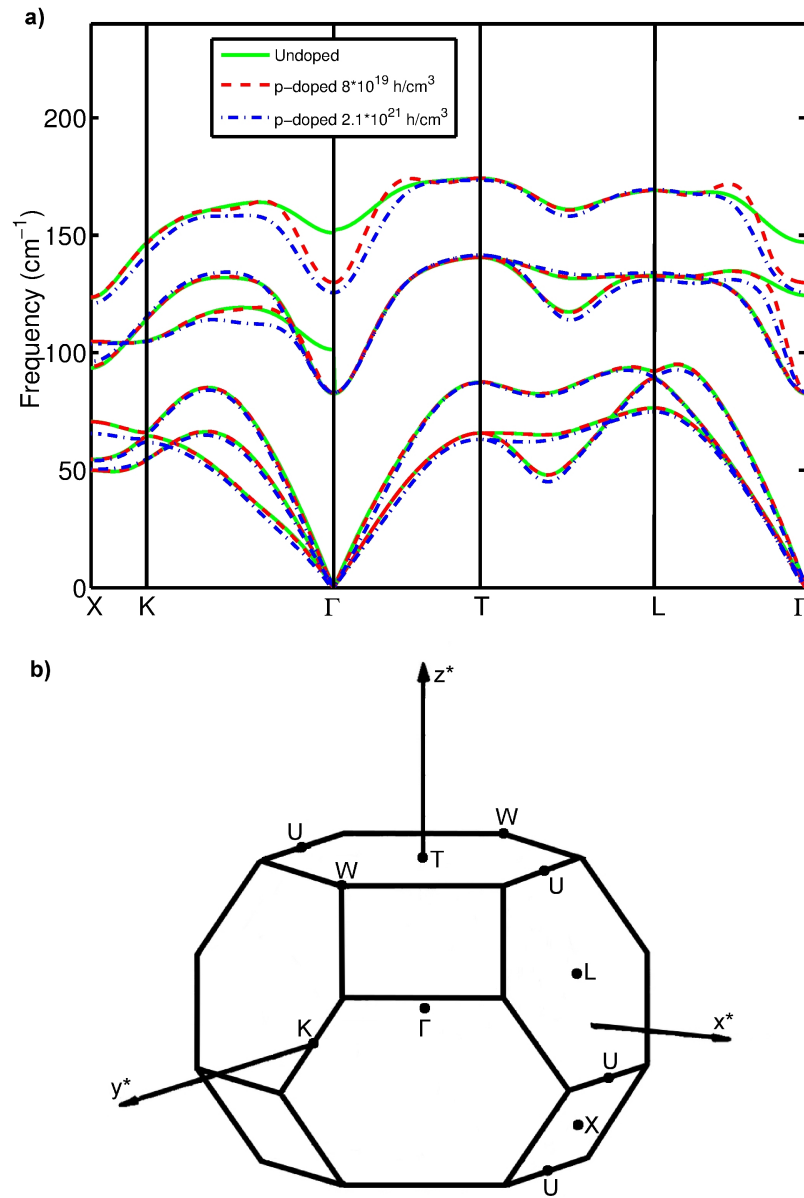 a)
Undoped
p-doped 8*10^19 h/cm^3
p-doped 2.1*10^21 h/cm^3
200
150
100
50
0
Frequency (cm^−1)
X K Γ T L Γ
b)
z*
U W
T
W U
L
K Γ
x*
U
y*
X
U